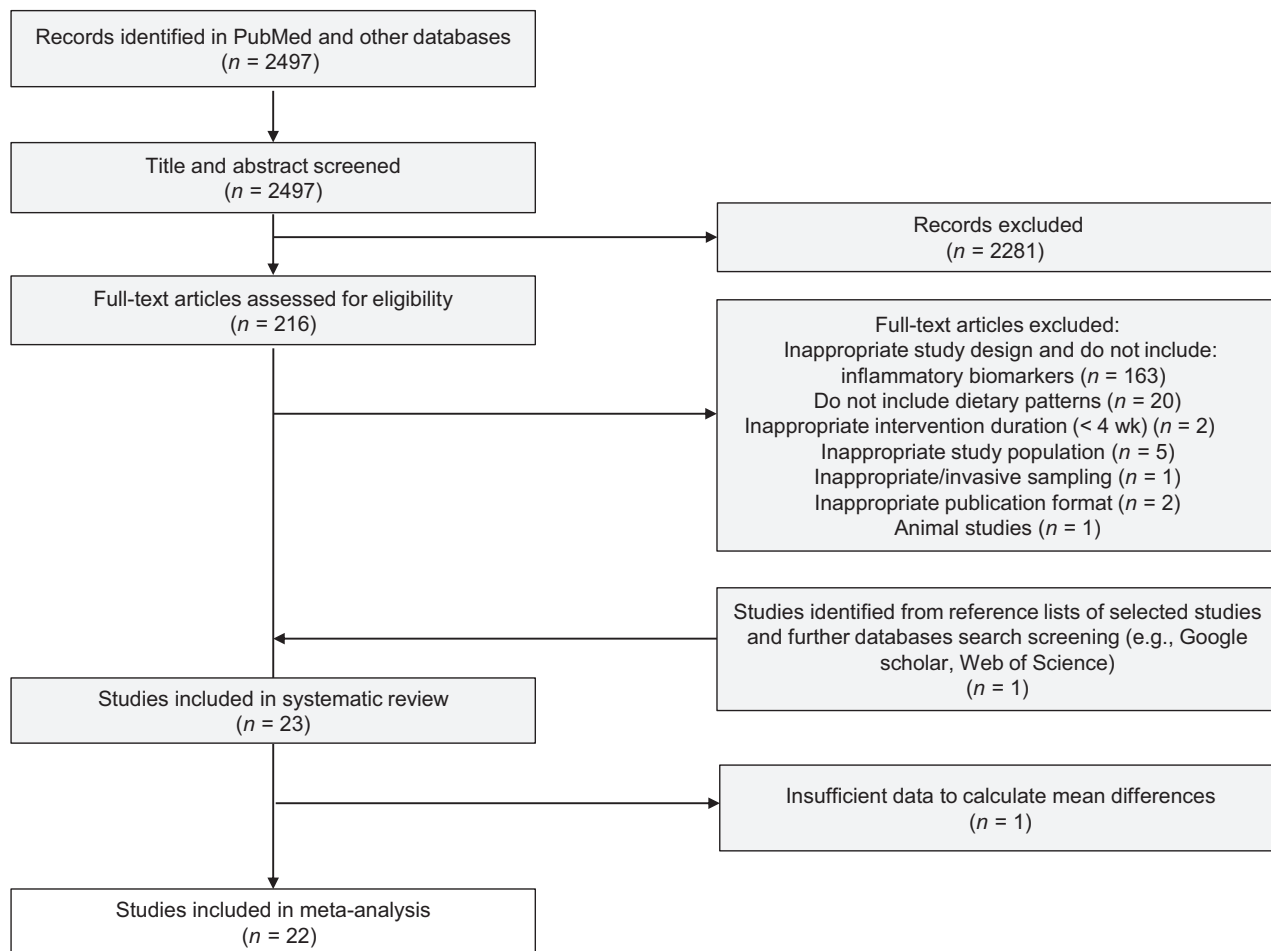 Records identified in PubMed and other databases
(n = 2497)
Title and abstract screened
(n = 2497)
Records excluded
(n = 2281)
Full-text articles assessed for eligibility
(n = 216)
Full-text articles excluded:
Inappropriate study design and do not include:
inflammatory biomarkers (n = 163)
Do not include dietary patterns (n = 20)
Inappropriate intervention duration (< 4 wk) (n = 2)
Inappropriate study population (n = 5)
Inappropriate/invasive sampling (n = 1)
Inappropriate publication format (n = 2)
Animal studies (n = 1)
Studies identified from reference lists of selected studies
and further databases search screening (e.g., Google
scholar, Web of Science)
(n = 1)
Studies included in systematic review
(n = 23)
Insufficient data to calculate mean differences
(n = 1)
Studies included in meta-analysis
(n = 22)